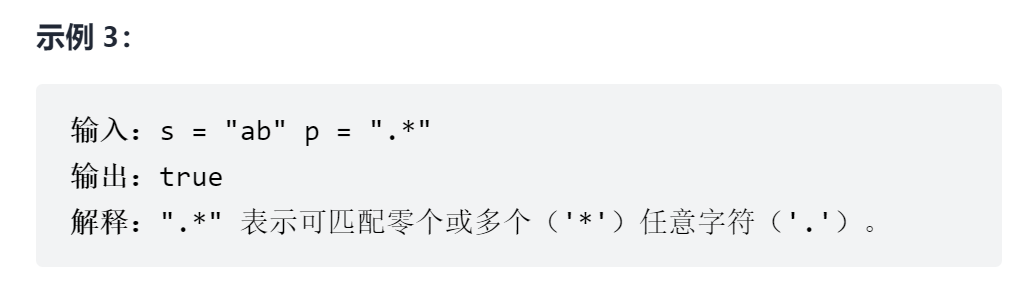 示例 3：
输入：s = "ab" p = ".*"
输出：true
解释：".*" 表示可匹配零个或多个（'*'）任意字符（'.'）。